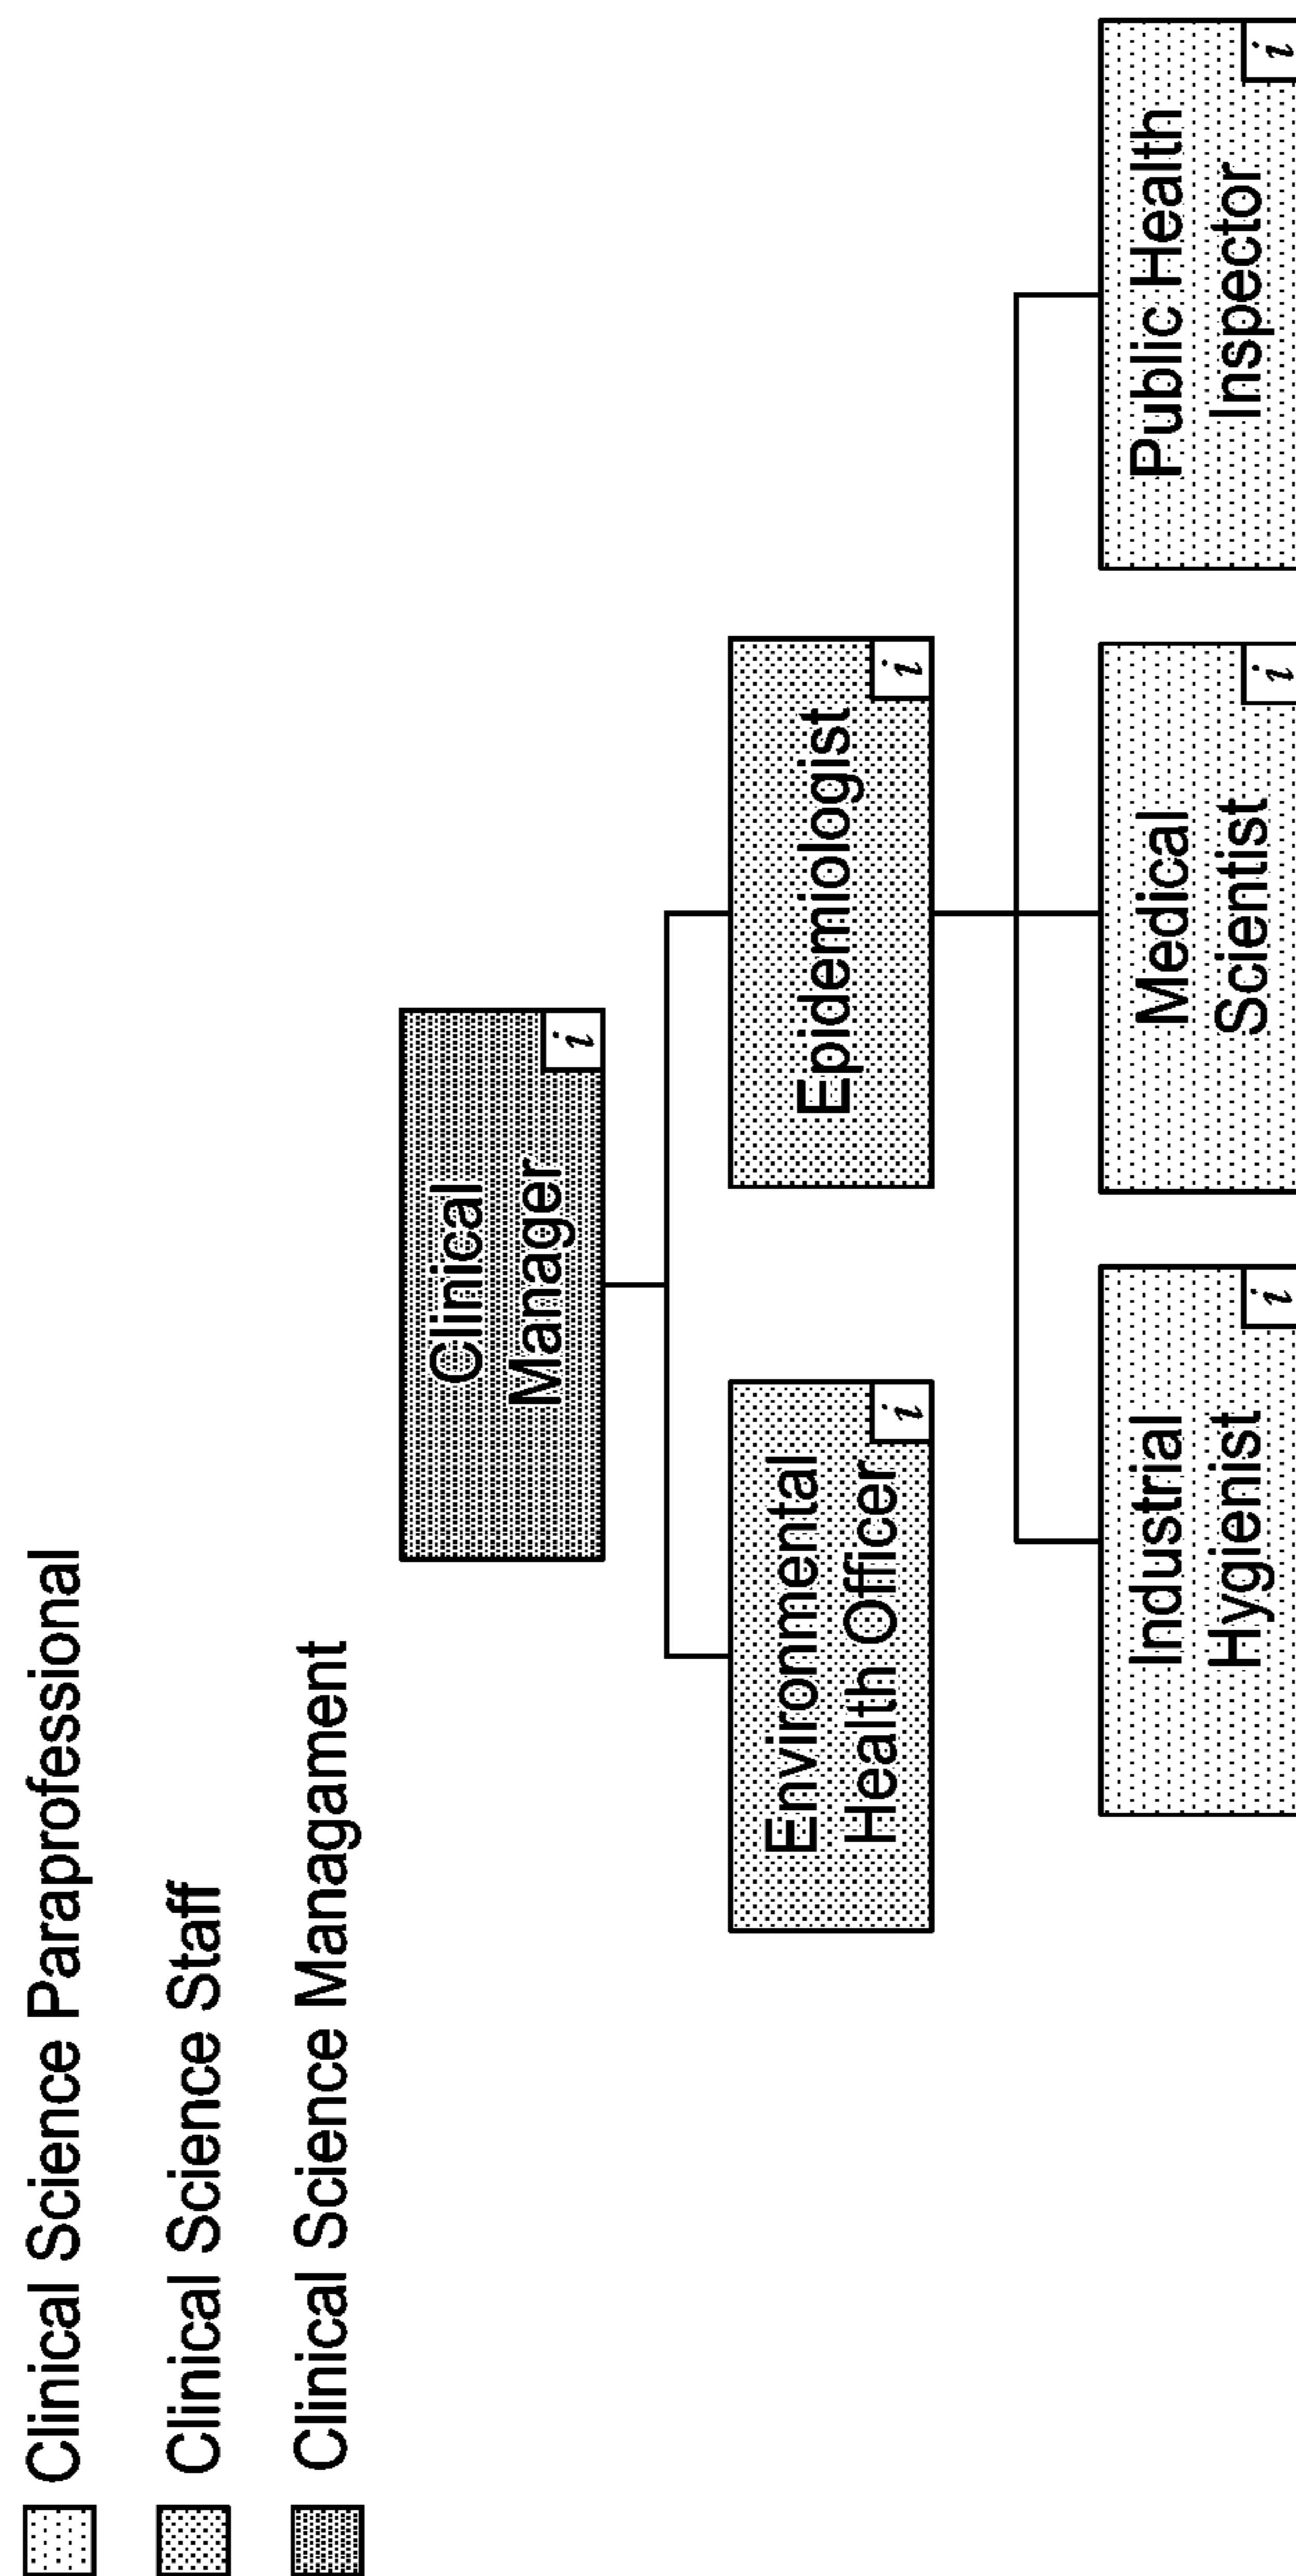 Clinical Science Paraprofessional
Clinical Science Staff
Clinical Science Managament
Clinical
Manager
i
Environmental
Health Officer
i
Epidemiologist
i
Industrial
Hygienist
i
Medical
Scientist
i
Public Health
Inspector
i